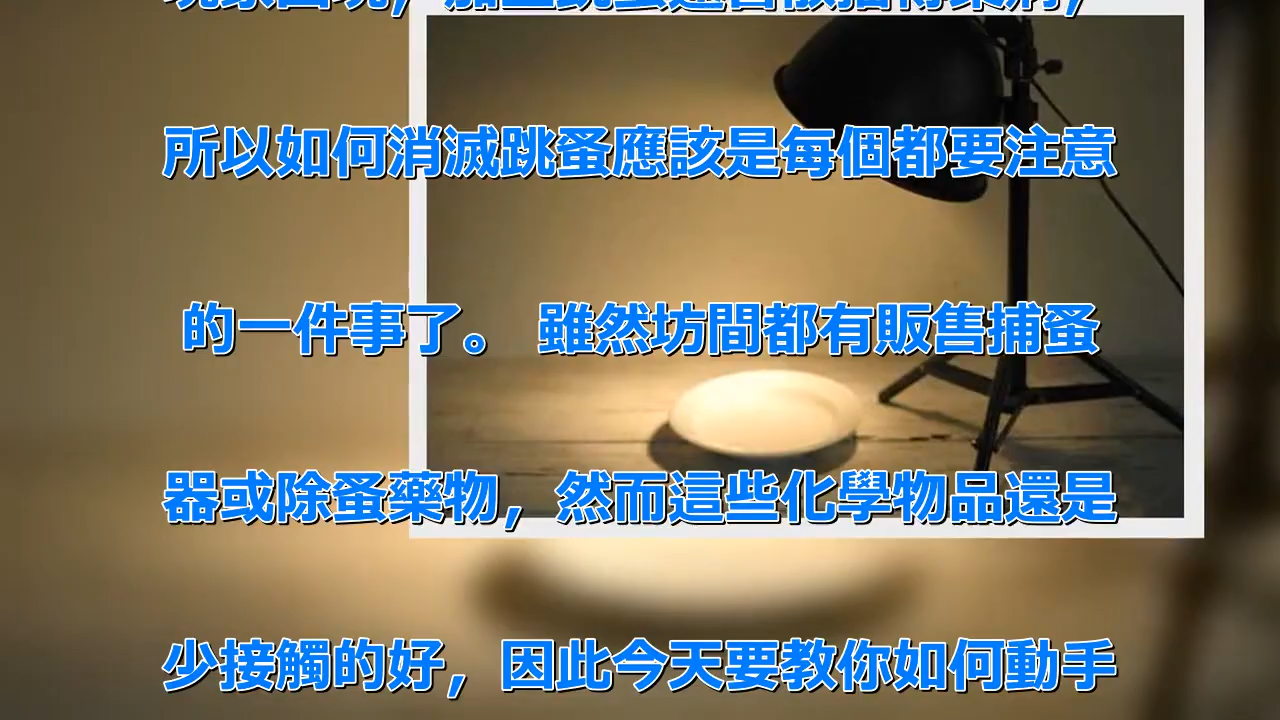 所以如何消滅跳蚤應該是每個都要注意
的一件事了。 雖然坊間都有販售捕蚤
器或除蚤藥物，然而這些化學物品還是
少接觸的好，因此今天要教你如何動手